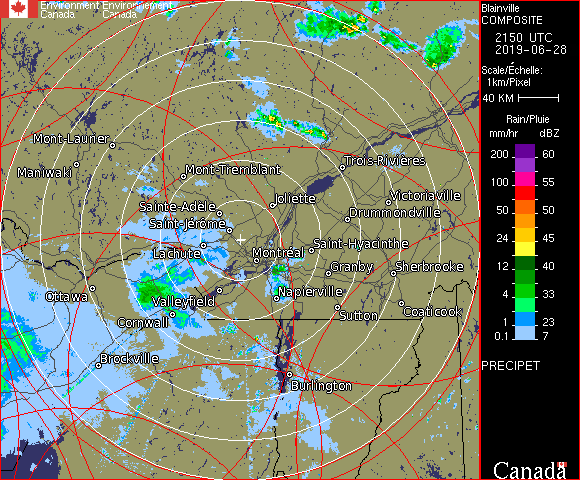 Environment Environnement
Canada Canada
Blainville
COMPOSITE
2150 UTC
2019-06-28
Scale/Échelle:
1km/Pixel
40 KM
Rain/Pluie
mm/hr dBZ
200 60
100 55
50 50
24 45
12 40
4 33
1 23
0.1 7
PRECIPET
Canada
Mont-Laurier
Maniwaki
Mont-Tremblant
Trois-Rivières
Joliette
Victoriaville
Sainte-Adèle
Drummondville
Saint-Jérôme
Lachute
Saint-Hyacinthe
Montréal
Granby
Sherbrooke
Ottawa
Napierville
Valleyfield
Cornwall
Sutton
Coaticook
Brockville
Burlington